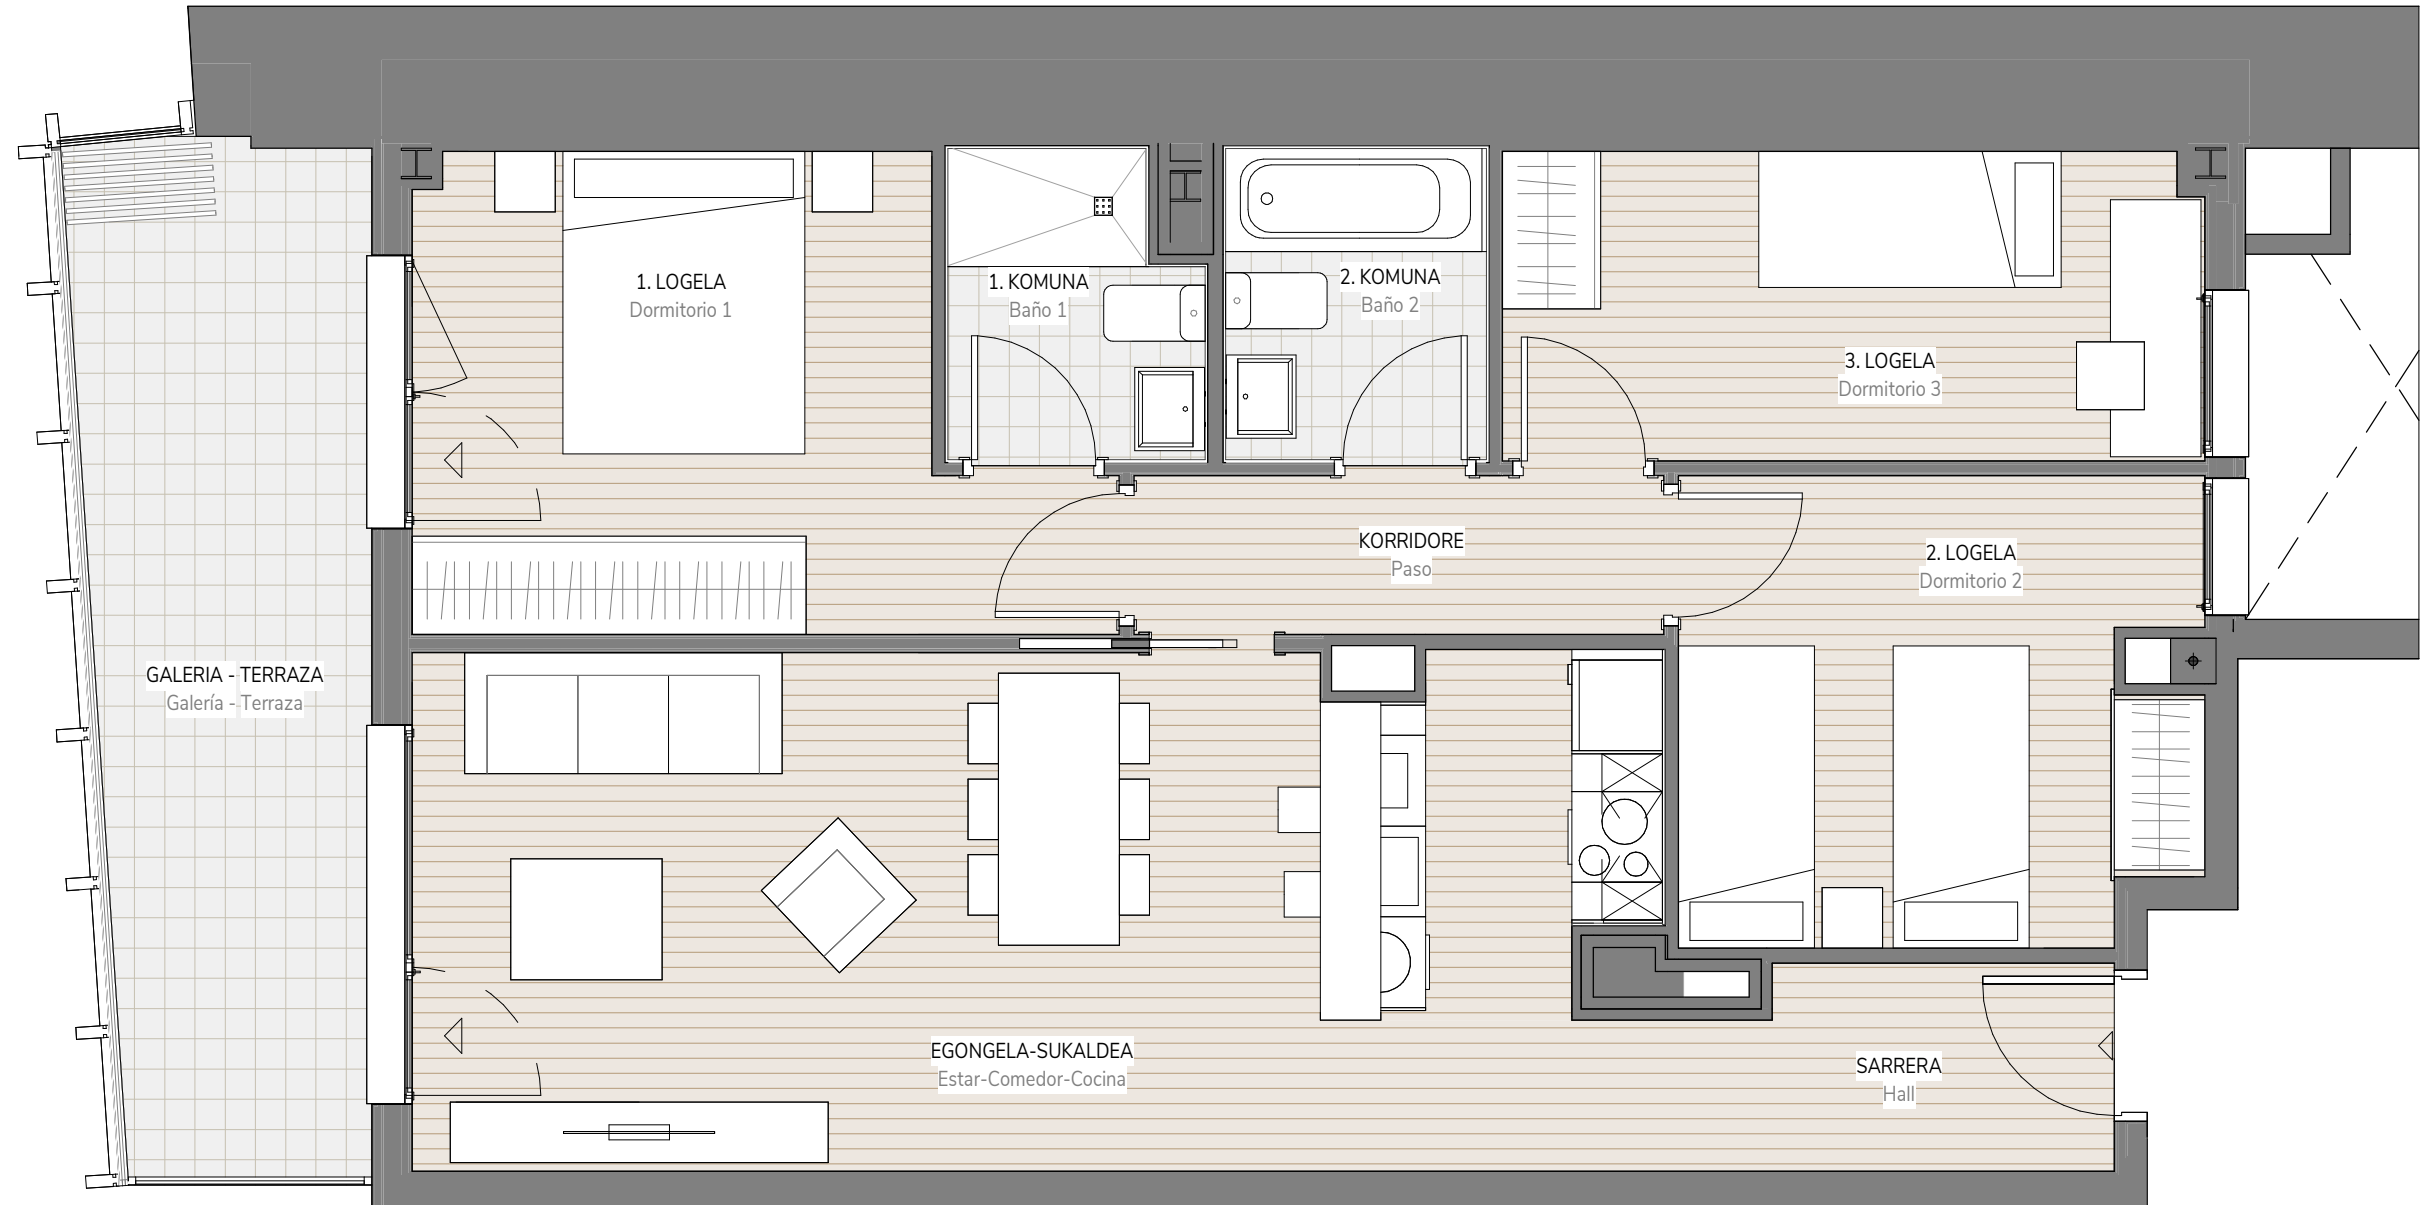 1. LOGELA
Dormitorio 1
1. KOMUNA
Baño 1
2. KOMUNA
Baño 2
3. LOGELA
Dormitorio 3
KORRIDORE
Paso
2. LOGELA
Dormitorio 2
GALERIA - TERRAZA
Galería - Terraza
EGONGELA-SUKALDEA
Estar-Comedor-Cocina
SARRERA
Hall